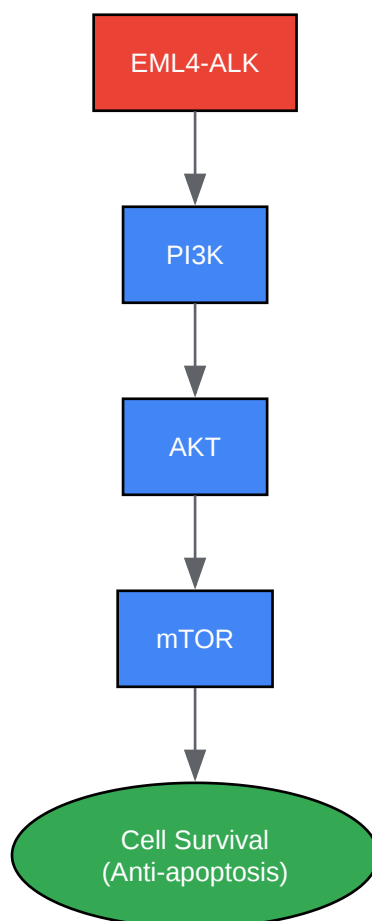 EML4-ALK
PI3K
AKT
mTOR
Cell Survival
(Anti-apoptosis)